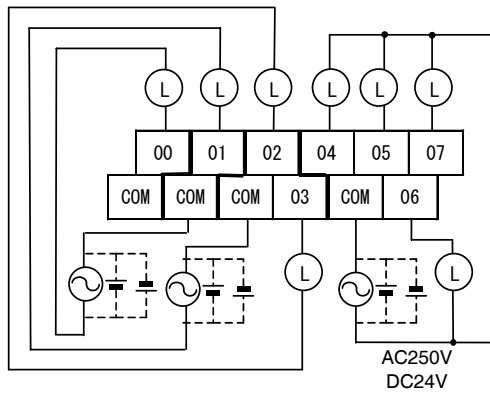 L L L L L L
00 01 02 04 05 07
COM COM COM 03 COM 06
L L
AC250V
DC24V